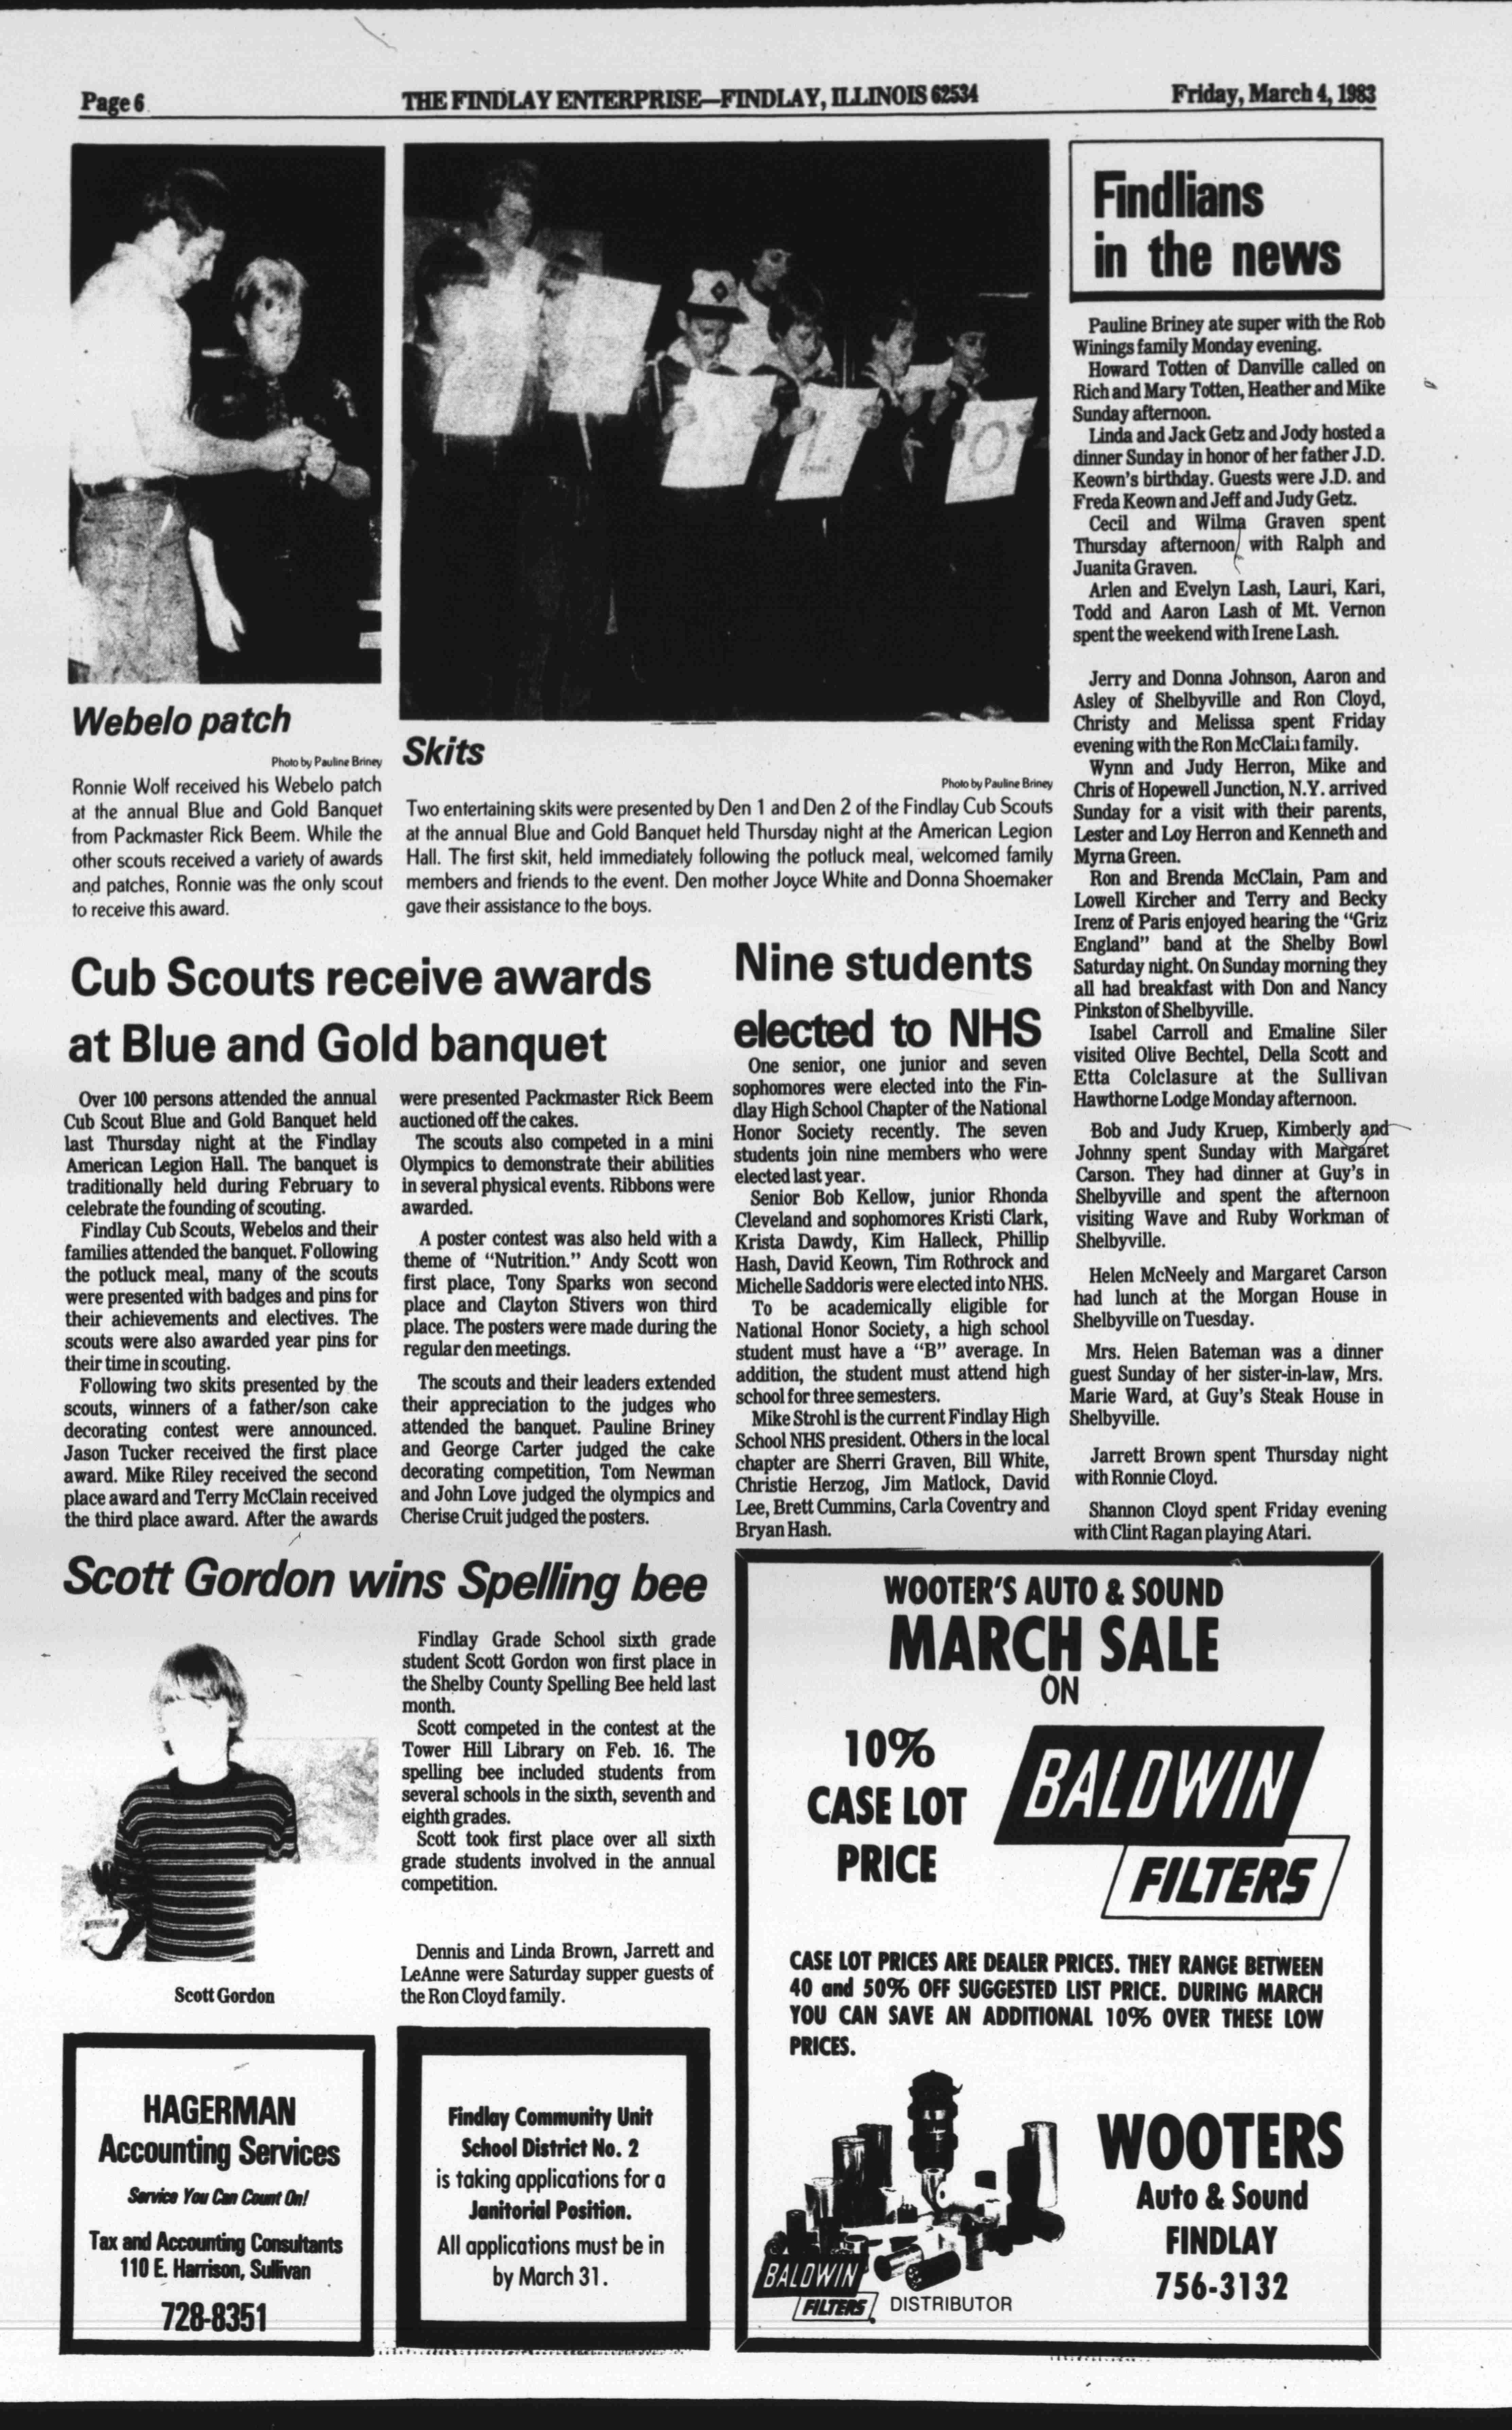 Page 6
THE FINDLAY ENTERPRISE—FINDLAY, ILLINOIS 62534
Friday, March 4, 1983
L
O
Webelo patch
Photo by Pauline Briney
Ronnie Wolf received his Webelo patch
at the annual Blue and Gold Banquet
from Packmaster Rick Beem. While the
other scouts received a variety of awards
and patches, Ronnie was the only scout
to receive this award.
Skits
Photo by Pauline Briney
Two entertaining skits were presented by Den 1 and Den 2 of the Findlay Cub Scouts
at the annual Blue and Gold Banquet held Thursday night at the American Legion
Hall. The first skit, held immediately following the potluck meal, welcomed family
members and friends to the event. Den mother Joyce White and Donna Shoemaker
gave their assistance to the boys.
Cub Scouts receive awards
at Blue and Gold banquet
Over 100 persons attended the annual
Cub Scout Blue and Gold Banquet held
last Thursday night at the Findlay
American Legion Hall. The banquet is
traditionally held during February to
celebrate the founding of scouting.
Findlay Cub Scouts, Webelos and their
families attended the banquet. Following
the potluck meal, many of the scouts
were presented with badges and pins for
their achievements and electives. The
scouts were also awarded year pins for
their time in scouting.
Following two skits presented by the
scouts, winners of a father/son cake
decorating contest were announced.
Jason Tucker received the first place
award. Mike Riley received the second
place award and Terry McClain received
the third place award. After the awards
were presented Packmaster Rick Beem
auctioned off the cakes.
The scouts also competed in a mini
Olympics to demonstrate their abilities
in several physical events. Ribbons were
awarded.
A poster contest was also held with a
theme of "Nutrition." Andy Scott won
first place, Tony Sparks won second
place and Clayton Stivers won third
place. The posters were made during the
regular den meetings.
The scouts and their leaders extended
their appreciation to the judges who
attended the banquet. Pauline Briney
and George Carter judged the cake
decorating competition, Tom Newman
and John Love judged the olympics and
Cherise Cruit judged the posters.
Nine students
elected to NHS
One senior, one junior and seven
sophomores were elected into the Fin-
dlay High School Chapter of the National
Honor Society recently. The seven
students join nine members who were
elected last year.
Senior Bob Kellow, junior Rhonda
Cleveland and sophomores Kristi Clark,
Krista Dawdy, Kim Halleck, Phillip
Hash, David Keown, Tim Rothrock and
Michelle Saddoris were elected into NHS.
To be academically eligible for
National Honor Society, a high school
student must have a "B" average. In
addition, the student must attend high
school for three semesters.
Mike Strohl is the current Findlay High
School NHS president. Others in the local
chapter are Sherri Graven, Bill White,
Christie Herzog, Jim Matlock, David
Lee, Brett Cummins, Carla Coventry and
Bryan Hash.
Findlians
in the news
Pauline Briney ate super with the Rob
Winings family Monday evening.
Howard Totten of Danville called on
Rich and Mary Totten, Heather and Mike
Sunday afternoon.
Linda and Jack Getz and Jody hosted a
dinner Sunday in honor of her father J.D.
Keown's birthday. Guests were J.D. and
Freda Keown and Jeff and Judy Getz.
Cecil and Wilma Graven spent
Thursday afternoon with Ralph and
Juanita Graven.
Arlen and Evelyn Lash, Lauri, Kari,
Todd and Aaron Lash of Mt. Vernon
spent the weekend with Irene Lash.
Jerry and Donna Johnson, Aaron and
Asley of Shelbyville and Ron Cloyd,
Christy and Melissa spent Friday
evening with the Ron McClain family.
Wynn and Judy Herron, Mike and
Chris of Hopewell Junction, N.Y. arrived
Sunday for a visit with their parents,
Lester and Loy Herron and Kenneth and
Myrna Green.
Ron and Brenda McClain, Pam and
Lowell Kircher and Terry and Becky
Irenz of Paris enjoyed hearing the "Griz
England" band at the Shelby Bowl
Saturday night. On Sunday morning they
all had breakfast with Don and Nancy
Pinkston of Shelbyville.
Isabel Carroll and Emaline Siler
visited Olive Bechtel, Della Scott and
Etta Colclasure at the Sullivan
Hawthorne Lodge Monday afternoon.
Bob and Judy Kruep, Kimberly and
Johnny spent Sunday with Margaret
Carson. They had dinner at Guy's in
Shelbyville and spent the afternoon
visiting Wave and Ruby Workman of
Shelbyville.
Helen McNeely and Margaret Carson
had lunch at the Morgan House in
Shelbyville on Tuesday.
Mrs. Helen Bateman was a dinner
guest Sunday of her sister-in-law, Mrs.
Marie Ward, at Guy's Steak House in
Shelbyville.
Jarrett Brown spent Thursday night
with Ronnie Cloyd.
Shannon Cloyd spent Friday evening
with Clint Ragan playing Atari.
Scott Gordon wins Spelling bee
Scott Gordon
Findlay Grade School sixth grade
student Scott Gordon won first place in
the Shelby County Spelling Bee held last
month.
Scott competed in the contest at the
Tower Hill Library on Feb. 16. The
spelling bee included students from
several schools in the sixth, seventh and
eighth grades.
Scott took first place over all sixth
grade students involved in the annual
competition.
Dennis and Linda Brown, Jarrett and
LeAnne were Saturday supper guests of
the Ron Cloyd family.
HAGERMAN
Accounting Services
Service You Can Count On!
Tax and Accounting Consultants
110 E. Harrison, Sullivan
728-8351
Findlay Community Unit
School District No. 2
is taking applications for a
Janitorial Position.
All applications must be in
by March 31.
WOOTER'S AUTO & SOUND
MARCH SALE
ON
10%
CASE LOT
PRICE
BALDWIN
FILTERS
CASE LOT PRICES ARE DEALER PRICES. THEY RANGE BETWEEN
40 and 50% OFF SUGGESTED LIST PRICE. DURING MARCH
YOU CAN SAVE AN ADDITIONAL 10% OVER THESE LOW
PRICES.
BALDWIN
FILTERS DISTRIBUTOR
WOOTERS
Auto & Sound
FINDLAY
756-3132